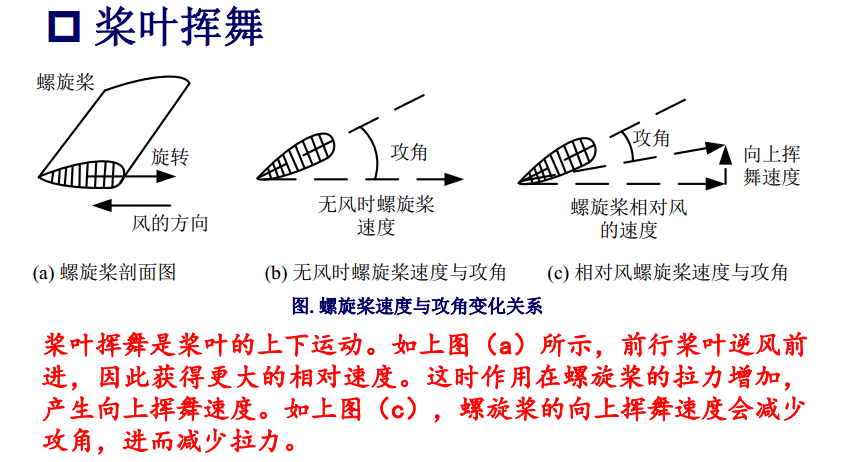 桨叶挥舞
螺旋桨
旋转
风的方向
攻角
无风时螺旋桨
速度
攻角
向上挥
舞速度
螺旋桨相对风
的速度
(a) 螺旋桨剖面图
(b) 无风时螺旋桨速度与攻角
(c) 相对风螺旋桨速度与攻角
图. 螺旋桨速度与攻角变化关系
桨叶挥舞是桨叶的上下运动。如上图（a）所示，前行桨叶逆风前
进，因此获得更大的相对速度。这时作用在螺旋桨的拉力增加，
产生向上挥舞速度。如上图（c），螺旋桨的向上挥舞速度会减少
攻角，进而减少拉力。